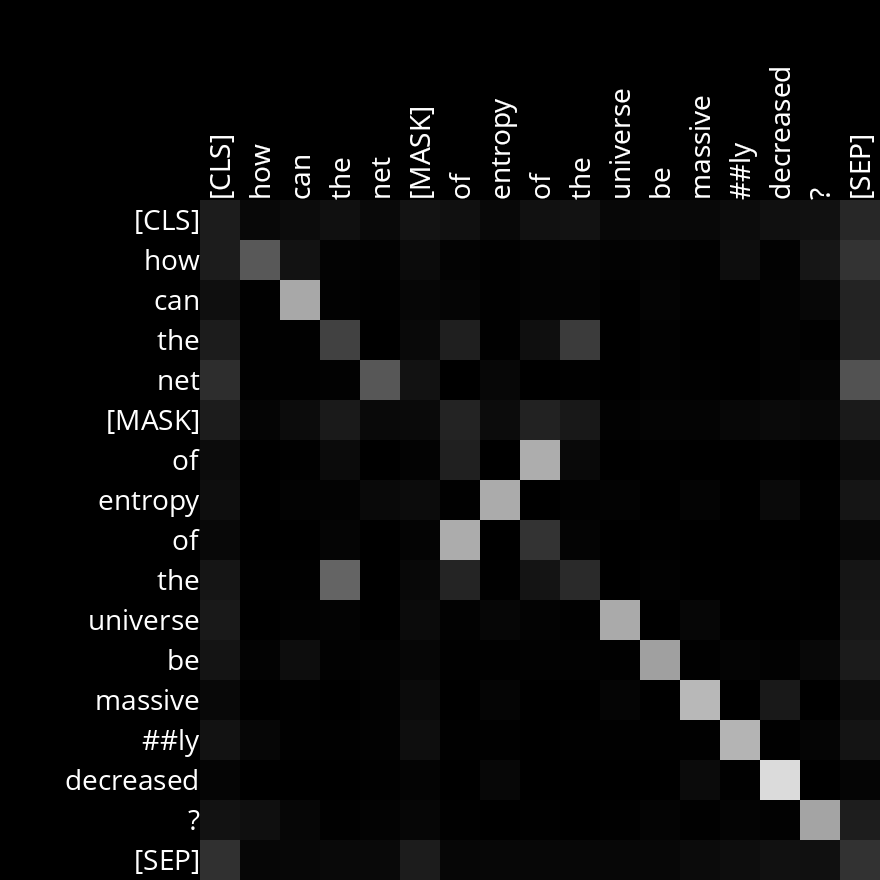 [CLS] how can the net [MASK] of entropy of the universe be massive ##ly decreased ? [SEP]
[CLS]
how
can
the
net
[MASK]
of
entropy
of
the
universe
be
massive
##ly
decreased
?
[SEP]